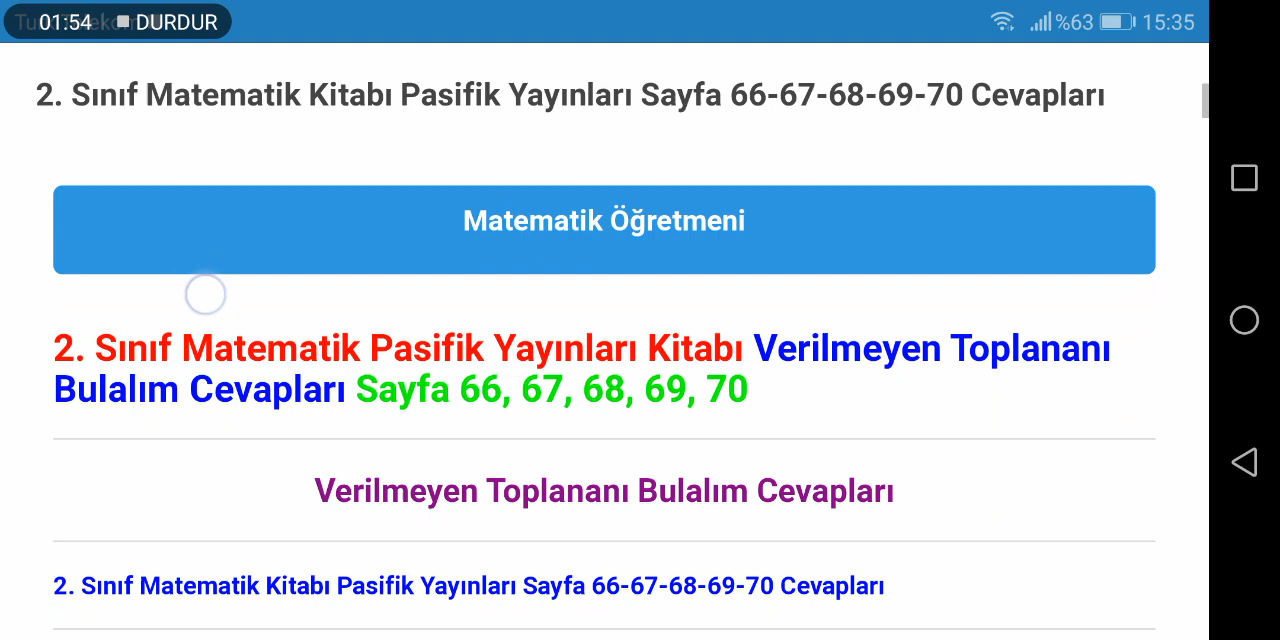 01:54 DURDUR %63 15:35
2. Sınıf Matematik Kitabı Pasifik Yayınları Sayfa 66-67-68-69-70 Cevapları
Matematik Öğretmeni
2. Sınıf Matematik Pasifik Yayınları Kitabı Verilmeyen Toplananı
Bulalım Cevapları Sayfa 66, 67, 68, 69, 70
Verilmeyen Toplananı Bulalım Cevapları
2. Sınıf Matematik Kitabı Pasifik Yayınları Sayfa 66-67-68-69-70 Cevapları